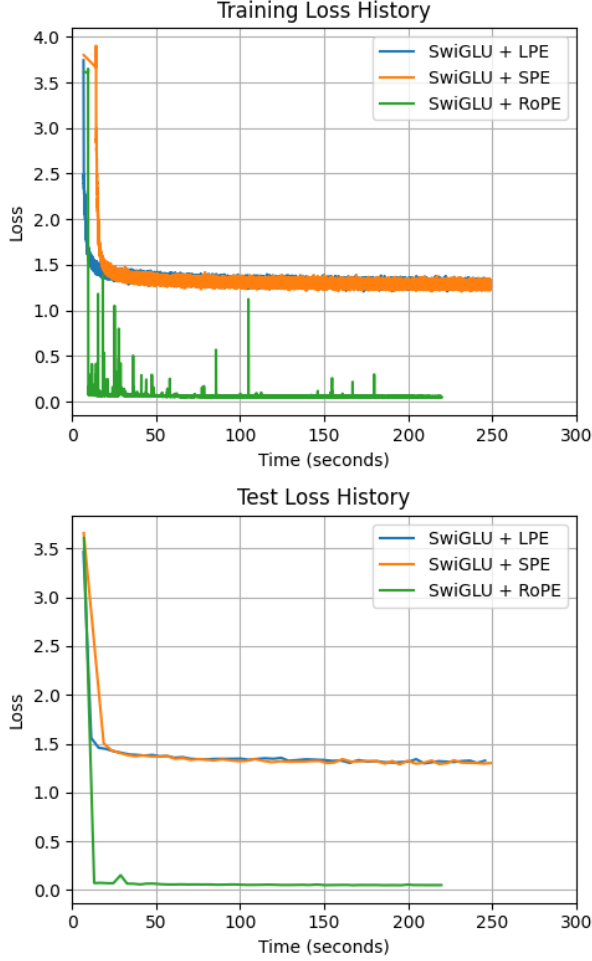 Training Loss History
4.0
3.5
3.0
2.5
2.0
1.5
1.0
0.5
0.0
Loss
SwiGLU + LPE
SwiGLU + SPE
SwiGLU + RoPE
0 50 100 150 200 250 300
Time (seconds)
Test Loss History
3.5
3.0
2.5
2.0
1.5
1.0
0.5
0.0
Loss
SwiGLU + LPE
SwiGLU + SPE
SwiGLU + RoPE
0 50 100 150 200 250 300
Time (seconds)